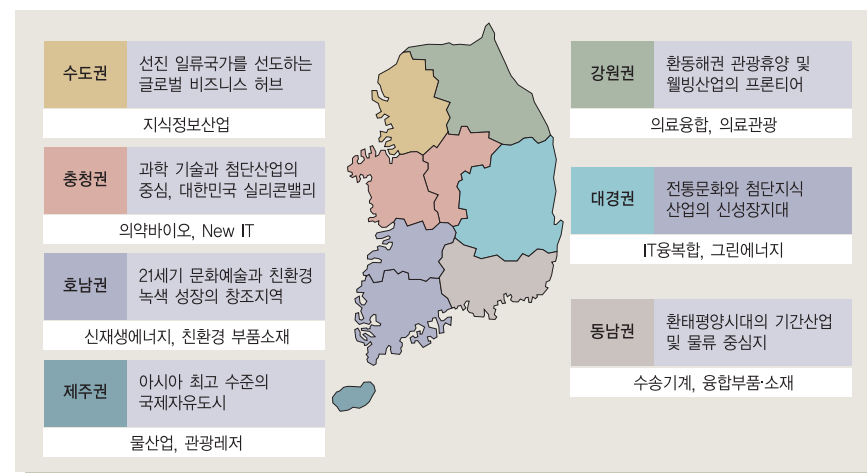 수도권
선진 일류국가를 선도하는
글로벌 비즈니스 허브
지식정보산업
충청권
과학 기술과 첨단산업의
중심, 대한민국 실리콘밸리
의약바이오, New IT
호남권
21세기 문화예술과 친환경
녹색 성장의 창조지역
신재생에너지, 친환경 부품소재
제주권
아시아 최고 수준의
국제자유도시
물산업, 관광레저
강원권
환동해권 관광휴양 및
웰빙산업의 프론티어
의료융합, 의료관광
대경권
전통문화와 첨단지식
산업의 신성장지대
IT융복합, 그린에너지
동남권
환태평양시대의 기간산업
및 물류 중심지
수송기계, 융합부품·소재